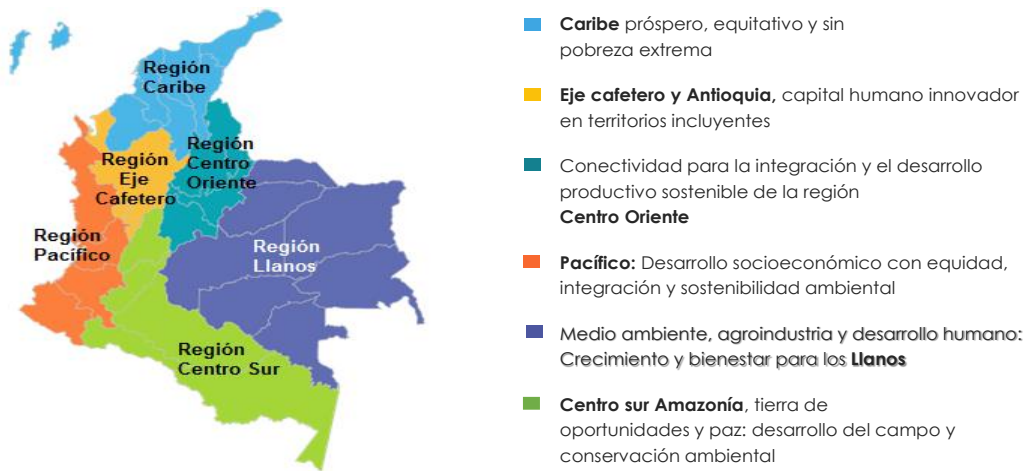 Región
Caribe
Región
Centro
Oriente
Región
Eje
Cafetero
Región
Pacífico
Región
Llanos
Región
Centro Sur
Caribe próspero, equitativo y sin
pobreza extrema
Eje cafetero y Antioquia, capital humano innovador
en territorios incluyentes
Conectividad para la integración y el desarrollo
productivo sostenible de la región
Centro Oriente
Pacífico: Desarrollo socioeconómico con equidad,
integración y sostenibilidad ambiental
Medio ambiente, agroindustria y desarrollo humano:
Crecimiento y bienestar para los Llanos
Centro sur Amazonía, tierra de
oportunidades y paz: desarrollo del campo y
conservación ambiental